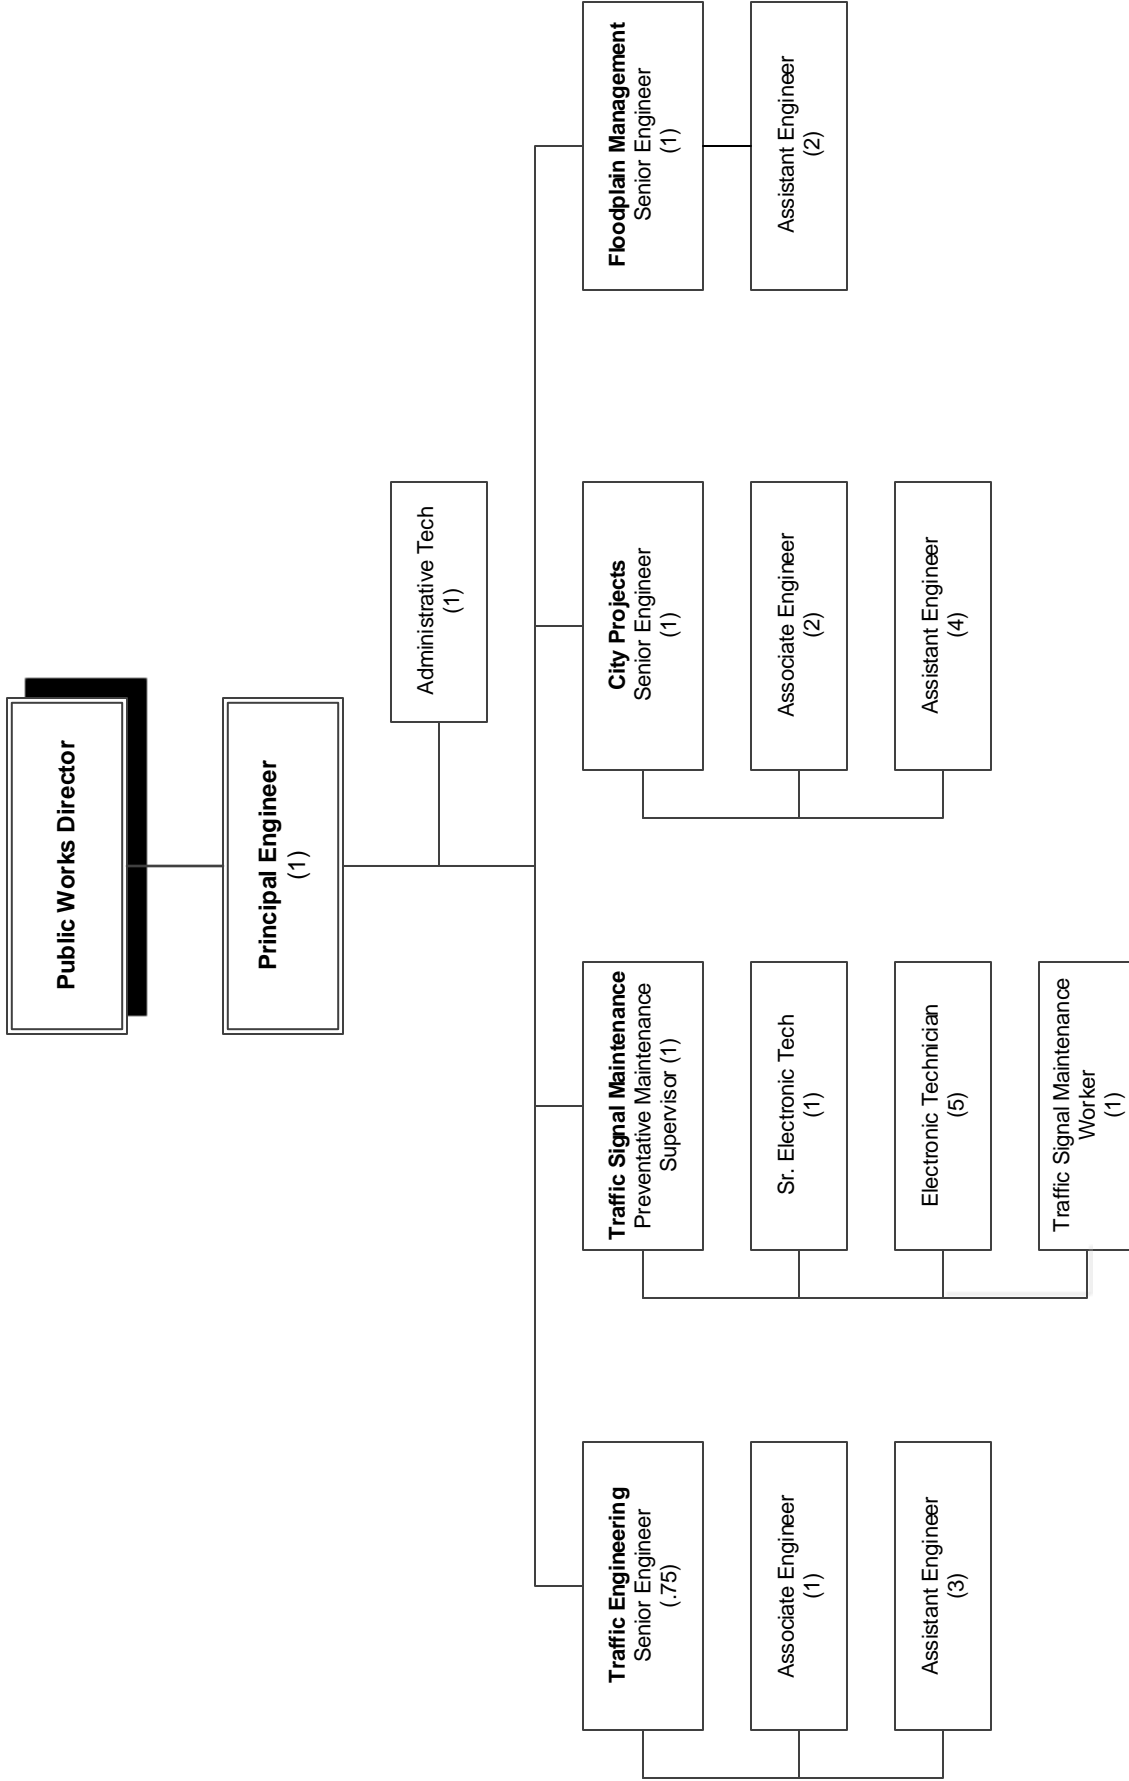 Public Works Director
Principal Engineer
(1)
Administrative Tech
(1)
Traffic Engineering
Senior Engineer
(.75)
Associate Engineer
(1)
Assistant Engineer
(3)
Traffic Signal Maintenance
Preventative Maintenance
Supervisor (1)
Sr. Electronic Tech
(1)
Electronic Technician
(5)
Traffic Signal Maintenance
Worker
(1)
City Projects
Senior Engineer
(1)
Associate Engineer
(2)
Assistant Engineer
(4)
Floodplain Management
Senior Engineer
(1)
Assistant Engineer
(2)